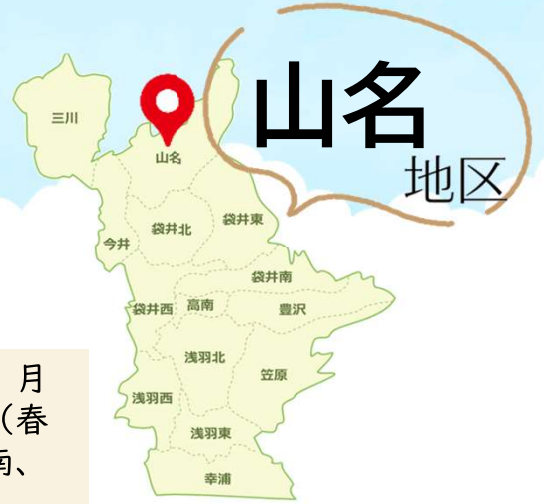 山名
地区
三川
山名
袋井東
袋井北
今井
袋井南
袋井西
高南
豊沢
浅羽北
笠原
浅羽西
浅羽東
幸浦
月
（春
南、